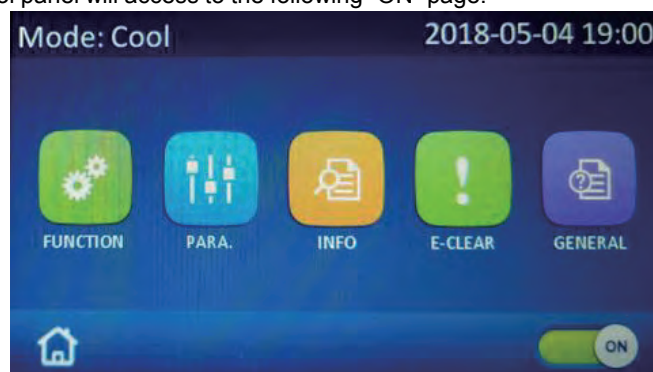 el panel will access to the following “ON” page.
Mode: Cool
2018-05-04 19:00
FUNCTION
PARA.
INFO
E-CLEAR
GENERAL
ON